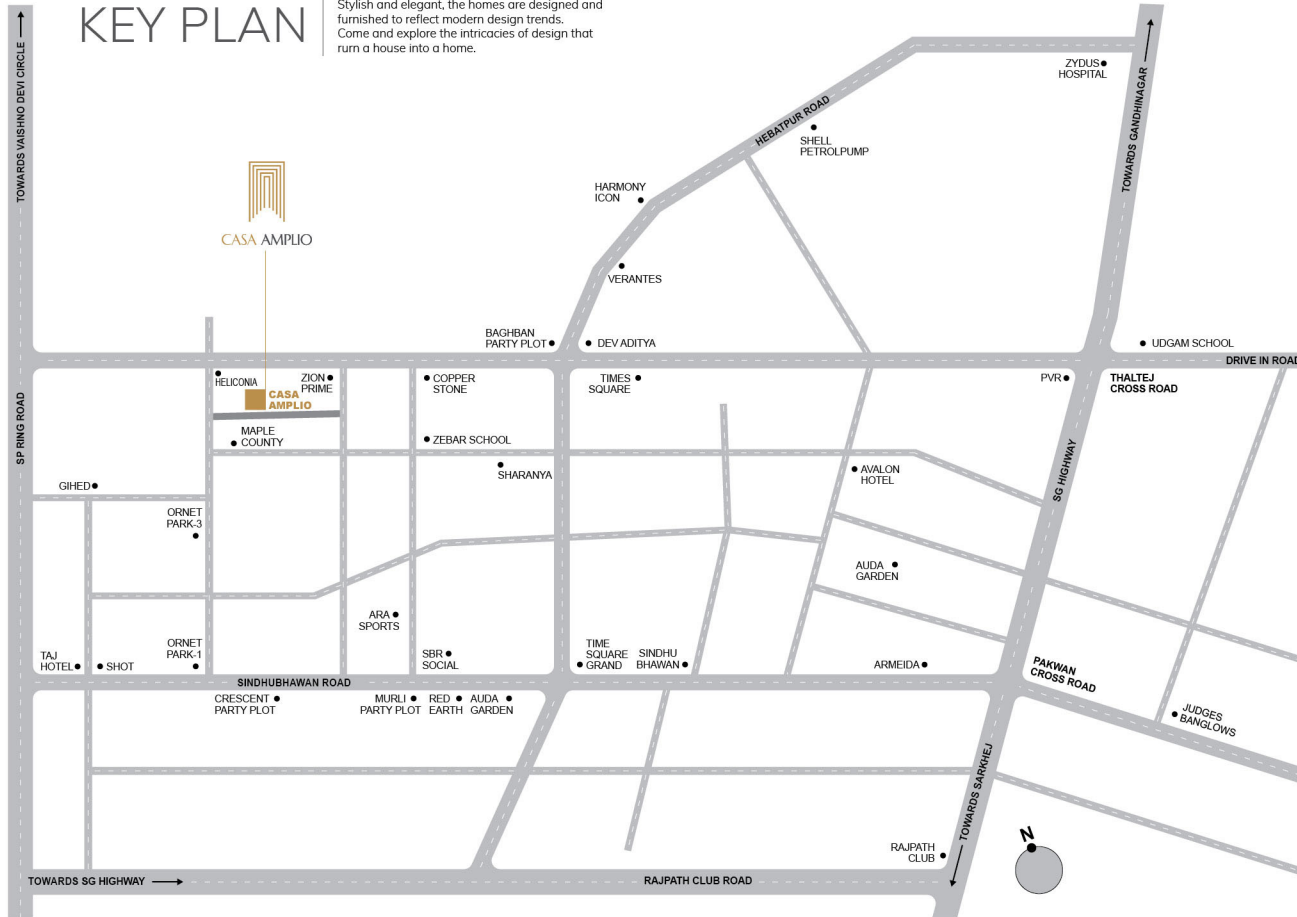 KEY PLAN
Stylish and elegant, the homes are designed and
furnished to reflect modern design trends.
Come and explore the intricacies of design that
rurn a house into a home.
TOWARDS VAISHNO DEVI CIRCLE
SP RING ROAD
CASA AMPLIO
HEBATPUR ROAD
ZYDUS
HOSPITAL
TOWARDS GANDHINAGAR
SHELL
PETROLPUMP
HARMONY
ICON
VERANTES
BAGHBAN
PARTY PLOT
DEV ADITYA
UDGAM SCHOOL
DRIVE IN ROAD
HELICONIA
ZION
PRIME
CASA
AMPLIO
COPPER
STONE
TIMES
SQUARE
PVR
THALTEJ
CROSS ROAD
MAPLE
COUNTY
ZEBAR SCHOOL
SHARANYA
AVALON
HOTEL
SG HIGHWAY
GIHED
ORNET
PARK-3
AUDA
GARDEN
ARA
SPORTS
TAJ
HOTEL
SHOT
ORNET
PARK-1
SBR
SOCIAL
TIME
SQUARE
GRAND
SINDHU
BHAWAN
ARMEIDA
PAKWAN
CROSS ROAD
SINDHUBHAWAN ROAD
CRESCENT
PARTY PLOT
MURLI
PARTY PLOT
RED
EARTH
AUDA
GARDEN
JUDGES
BANGLOWS
TOWARDS SARKHEJ
RAJPATH
CLUB
N
TOWARDS SG HIGHWAY
RAJPATH CLUB ROAD